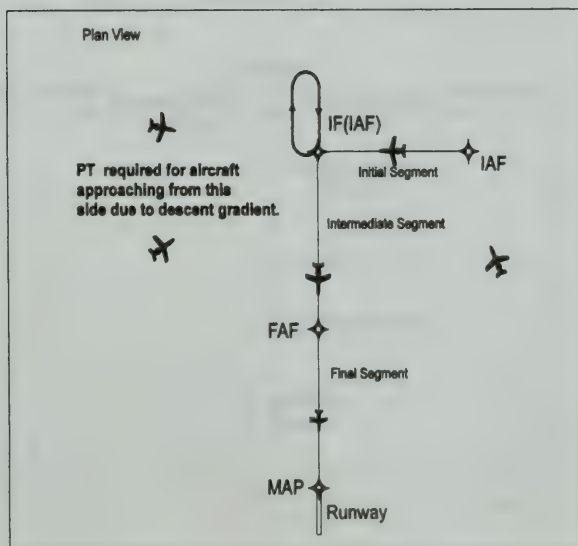 Plan View
IF(IAF)
IAF
Initial Segment
PT required for aircraft
approaching from this
side due to descent gradient.
Intermediate Segment
FAF
Final Segment
MAP
Runway